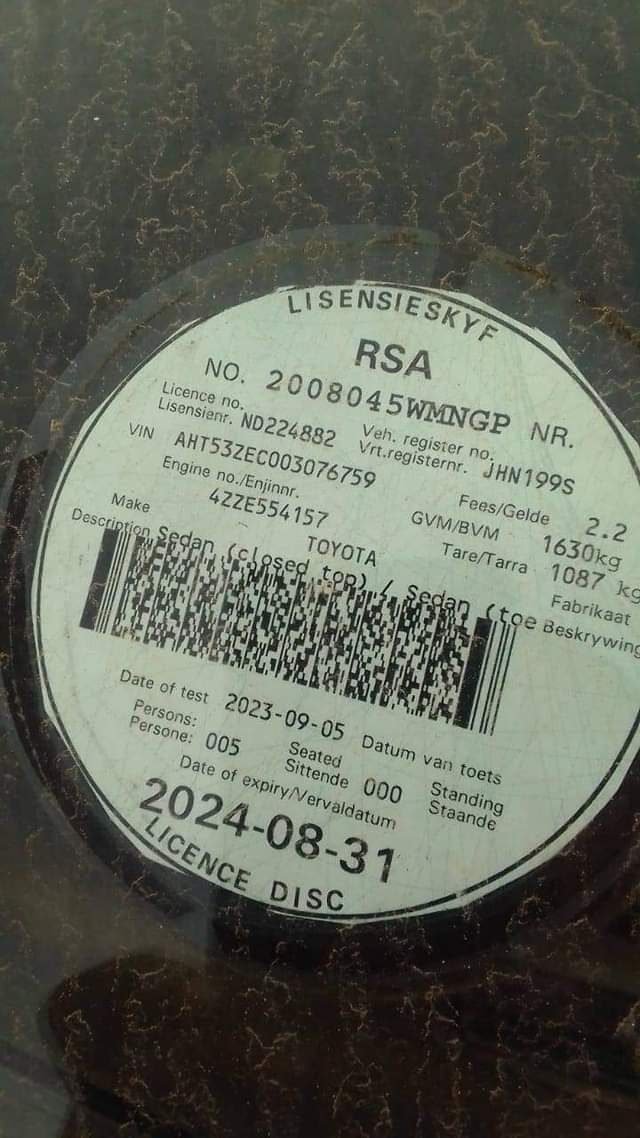 LISENSIESKYF
RSA
NO. 2008045WMNGP NR.
Licence no. ND224882 Veh. register no. JHN199S
Lisensienr. Vrt.registernr.
VIN AHT53ZEC003076759 Fees/Gelde 2.2
Engine no./Enjinnr. GVM/BVM 1630kg
4ZZE554157 Tare/Tarra 1087 kg
Make TOYOTA Fabrikaat
Description Sedan (closed top) / Sedan (toe Beskrywing
Date of test 2023-09-05 Datum van toets
Persons: 005 Seated 000 Standing
Persone: Sittende Staande
Date of expiry/Vervaldatum
2024-08-31
LICENCE DISC